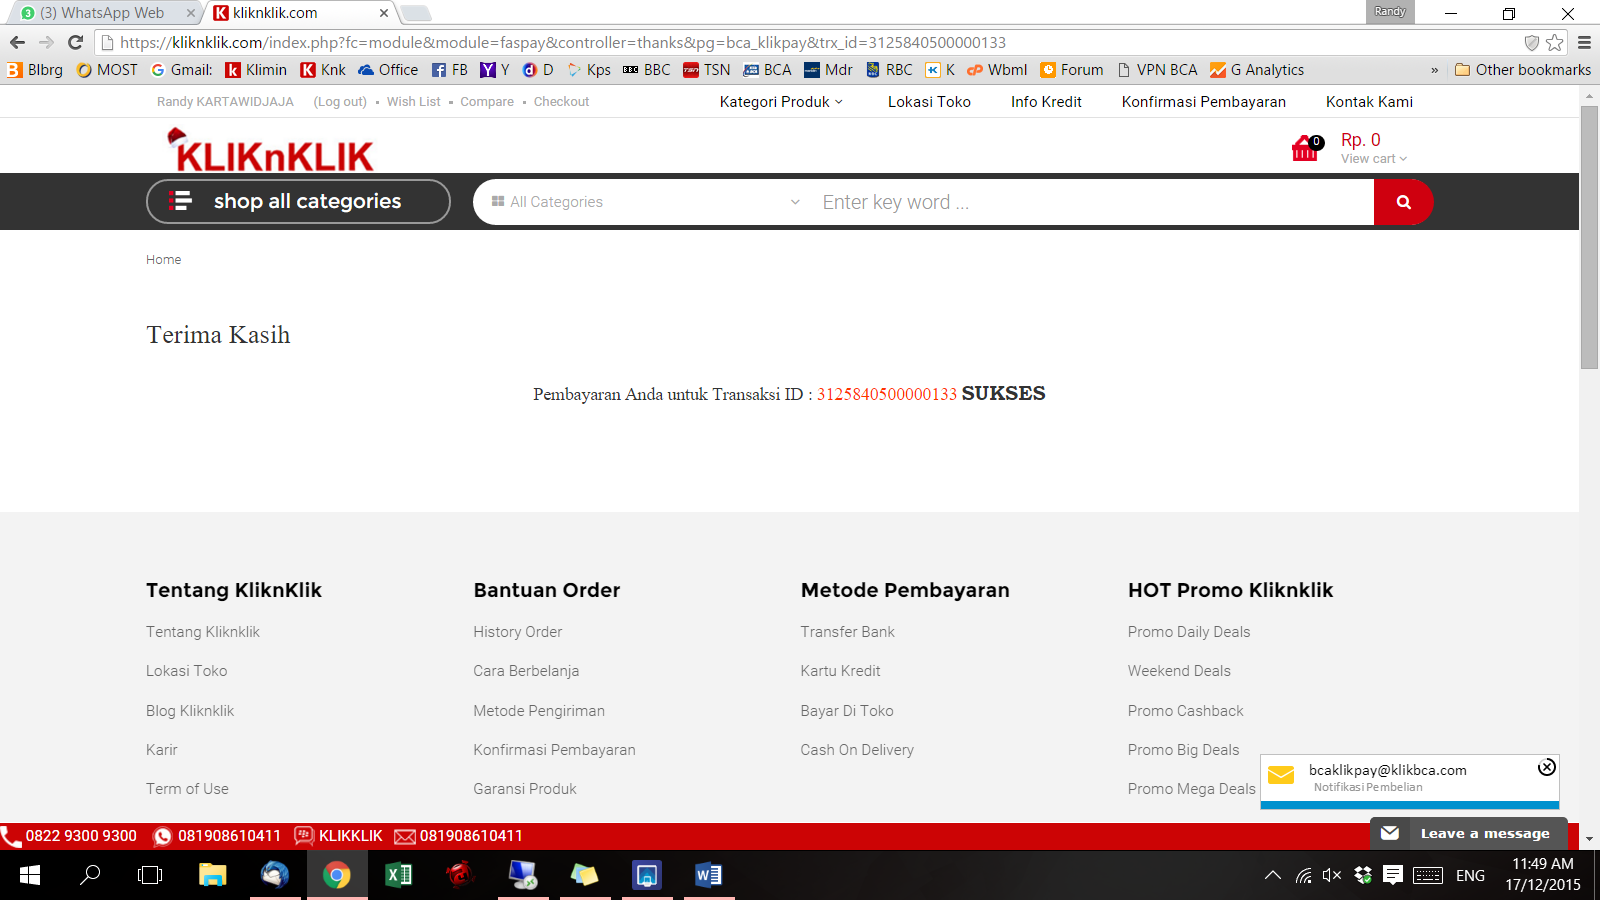 (3) WhatsApp Web
kliknklik.com
Randy
https://kliknklik.com/index.php?fc=module&module=faspay&controller=thanks&pg=bca_klikpay&trx_id=3125840500000133
Blbrg MOST Gmail: Klimin Knk Office FB Y D Kps BBC TSN BCA Mdr RBC K Wbml Forum VPN BCA G Analytics » Other bookmarks
Randy KARTAWIDJAJA (Log out) Wish List Compare Checkout
Kategori Produk Lokasi Toko Info Kredit Konfirmasi Pembayaran Kontak Kami
KLIKnKLIK
0 Rp. 0
View cart
shop all categories
All Categories
Enter key word ...
Home
Terima Kasih
Pembayaran Anda untuk Transaksi ID : 3125840500000133 SUKSES
Tentang KliknKlik
Tentang Kliknklik
Lokasi Toko
Blog Kliknklik
Karir
Term of Use
Bantuan Order
History Order
Cara Berbelanja
Metode Pengiriman
Konfirmasi Pembayaran
Garansi Produk
Metode Pembayaran
Transfer Bank
Kartu Kredit
Bayar Di Toko
Cash On Delivery
HOT Promo Kliknklik
Promo Daily Deals
Weekend Deals
Promo Cashback
Promo Big Deals
Promo Mega Deals
bcaklikpay@klikbca.com
Notifikasi Pembelian
0822 9300 9300 081908610411 KLIKKLIK 081908610411
Leave a message
ENG
11:49 AM
17/12/2015